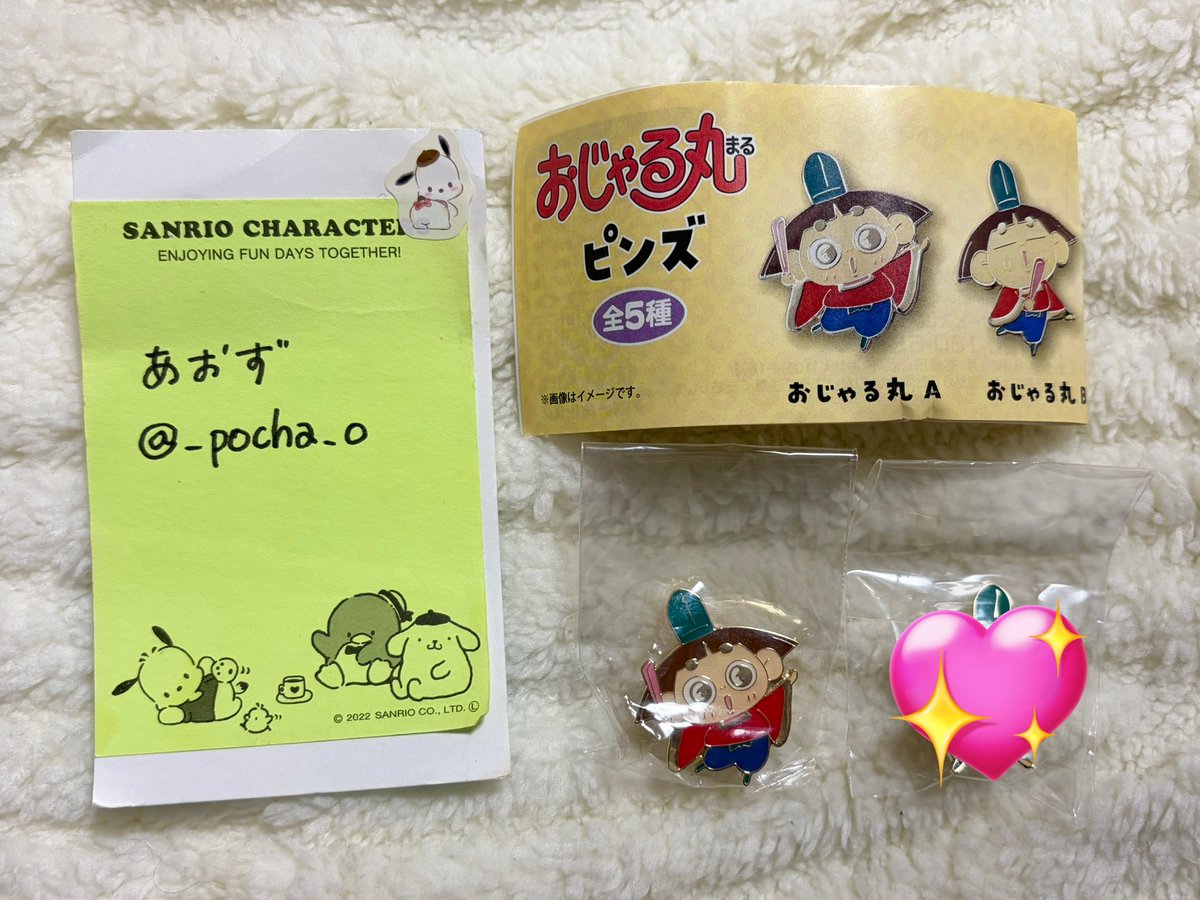 SANRIO CHARACTE
ENJOYING FUN DAYS TOGETHER!
あおず
@_pocha_o
© 2022 SANRIO CO., LTD. Ⓛ
おじゃる丸
まる
ピンズ
全5種
※画像はイメージです。
おじゃる丸 A
おじゃる丸 B